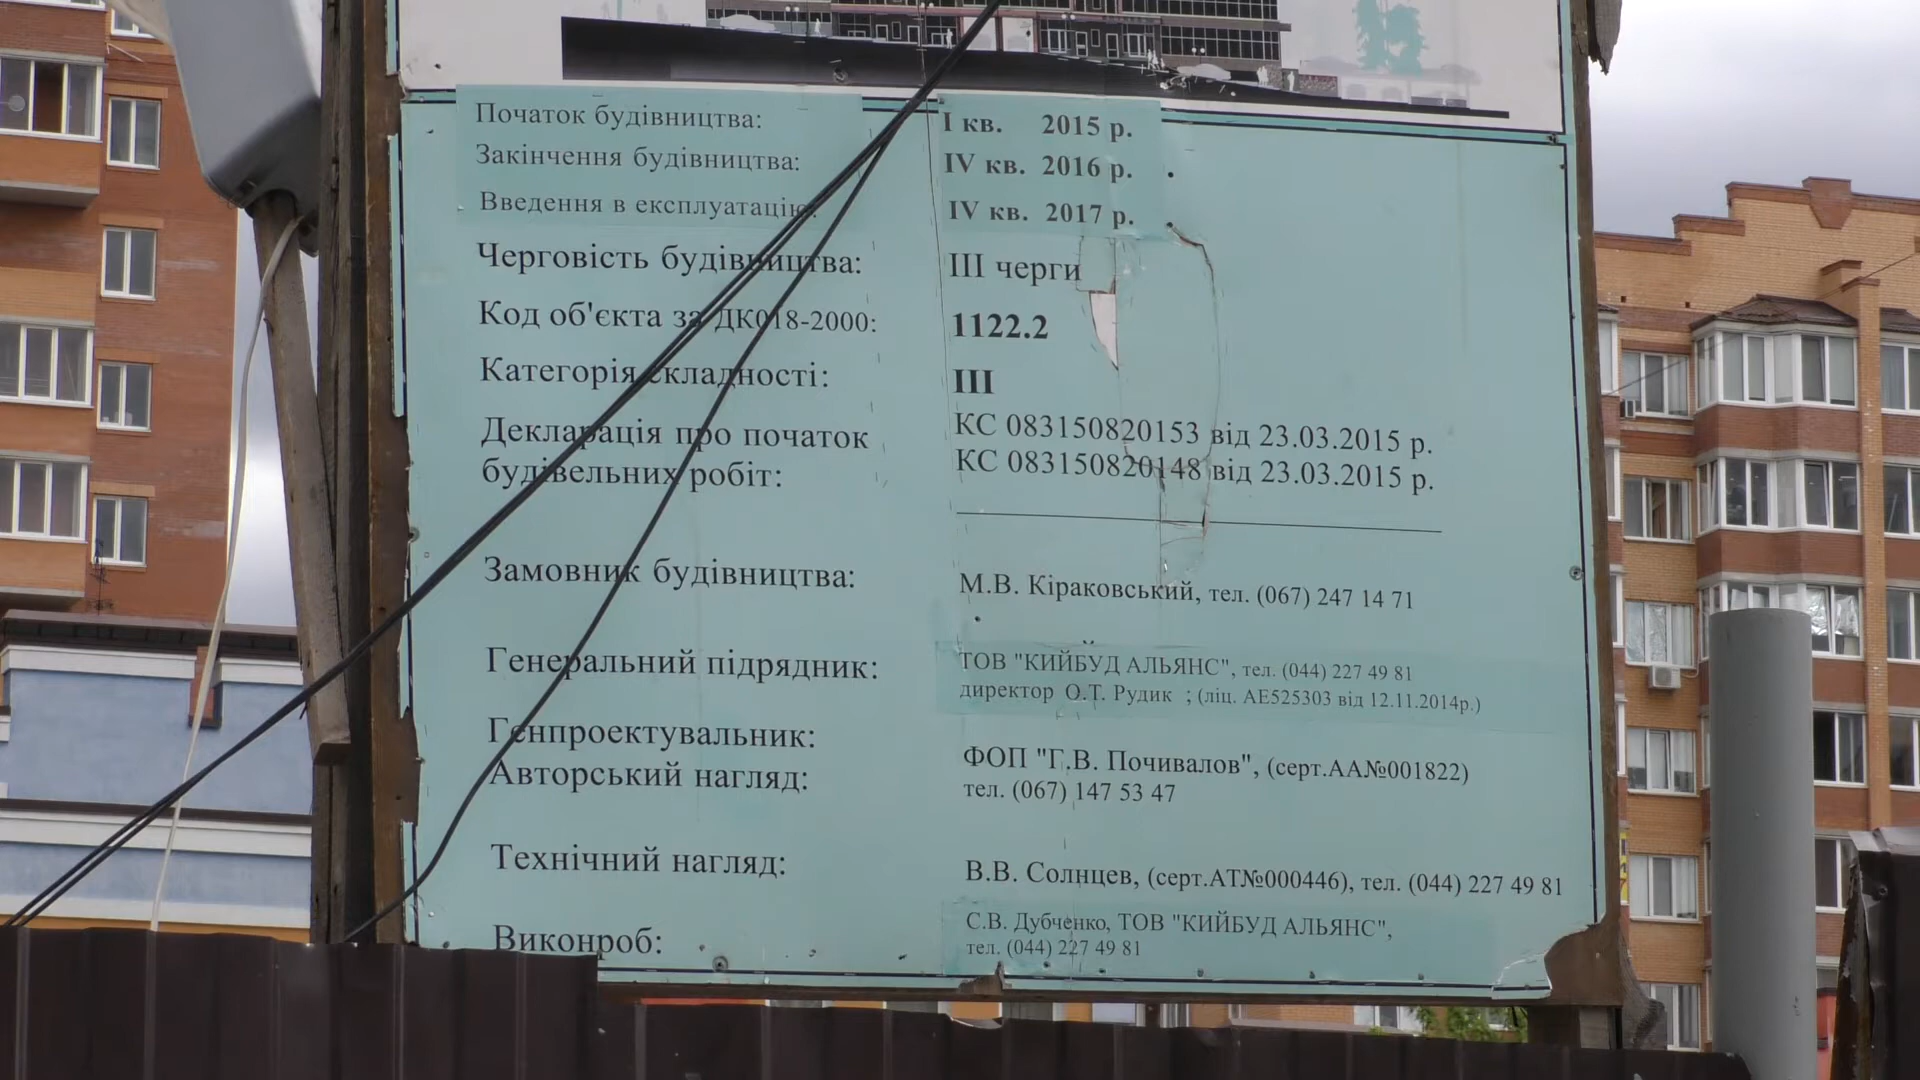 Початок будівництва: І кв. 2015 р.
Закінчення будівництва: IV кв. 2016 р.
Введення в експлуатацію: IV кв. 2017 р.
Черговість будівництва: ІІІ черги
Код об'єкта за ДК018-2000: 1122.2
Категорія складності: ІІІ
Декларація про початок КС 083150820153 від 23.03.2015 р.
будівельних робіт: КС 083150820148 від 23.03.2015 р.
Замовник будівництва: М.В. Кіраковський, тел. (067) 247 14 71
Генеральний підрядник: ТОВ "КИЙБУД АЛЬЯНС", тел. (044) 227 49 81
директор О.Т. Рудик ; (ліц. АЕ525303 від 12.11.2014р.)
Генпроектувальник:
Авторський нагляд: ФОП "Г.В. Почивалов", (серт.АА№001822)
тел. (067) 147 53 47
Технічний нагляд: В.В. Солнцев, (серт.АТ№000446), тел. (044) 227 49 81
Виконроб: С.В. Дубченко, ТОВ "КИЙБУД АЛЬЯНС",
тел. (044) 227 49 81